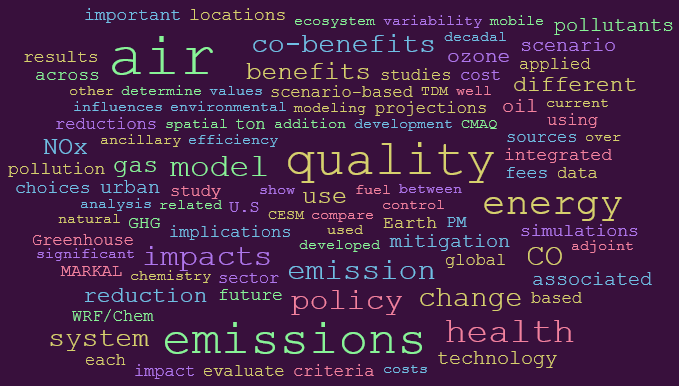 important locations ecosystem variability mobile pollutants
air co-benefits decadal ozone scenario
results benefits studies cost applied
across different
other determine values scenario-based TDM well
influences environmental modeling projections oil current
reductions spatial ton addition development CMAQ using
NOx ancillary efficiency sources over
pollution gas model quality integrated
fees data
choices urban study show fuel between
analysis related U.S use control energy
natural GHG CESM compare Earth PM
implications used mitigation simulations
Greenhouse developed adjoint
significant impacts global CO
MARKAL chemistry sector emission associated
reduction future policy change based
WRF/Chem
system emissions health
each technology
impact evaluate criteria costs